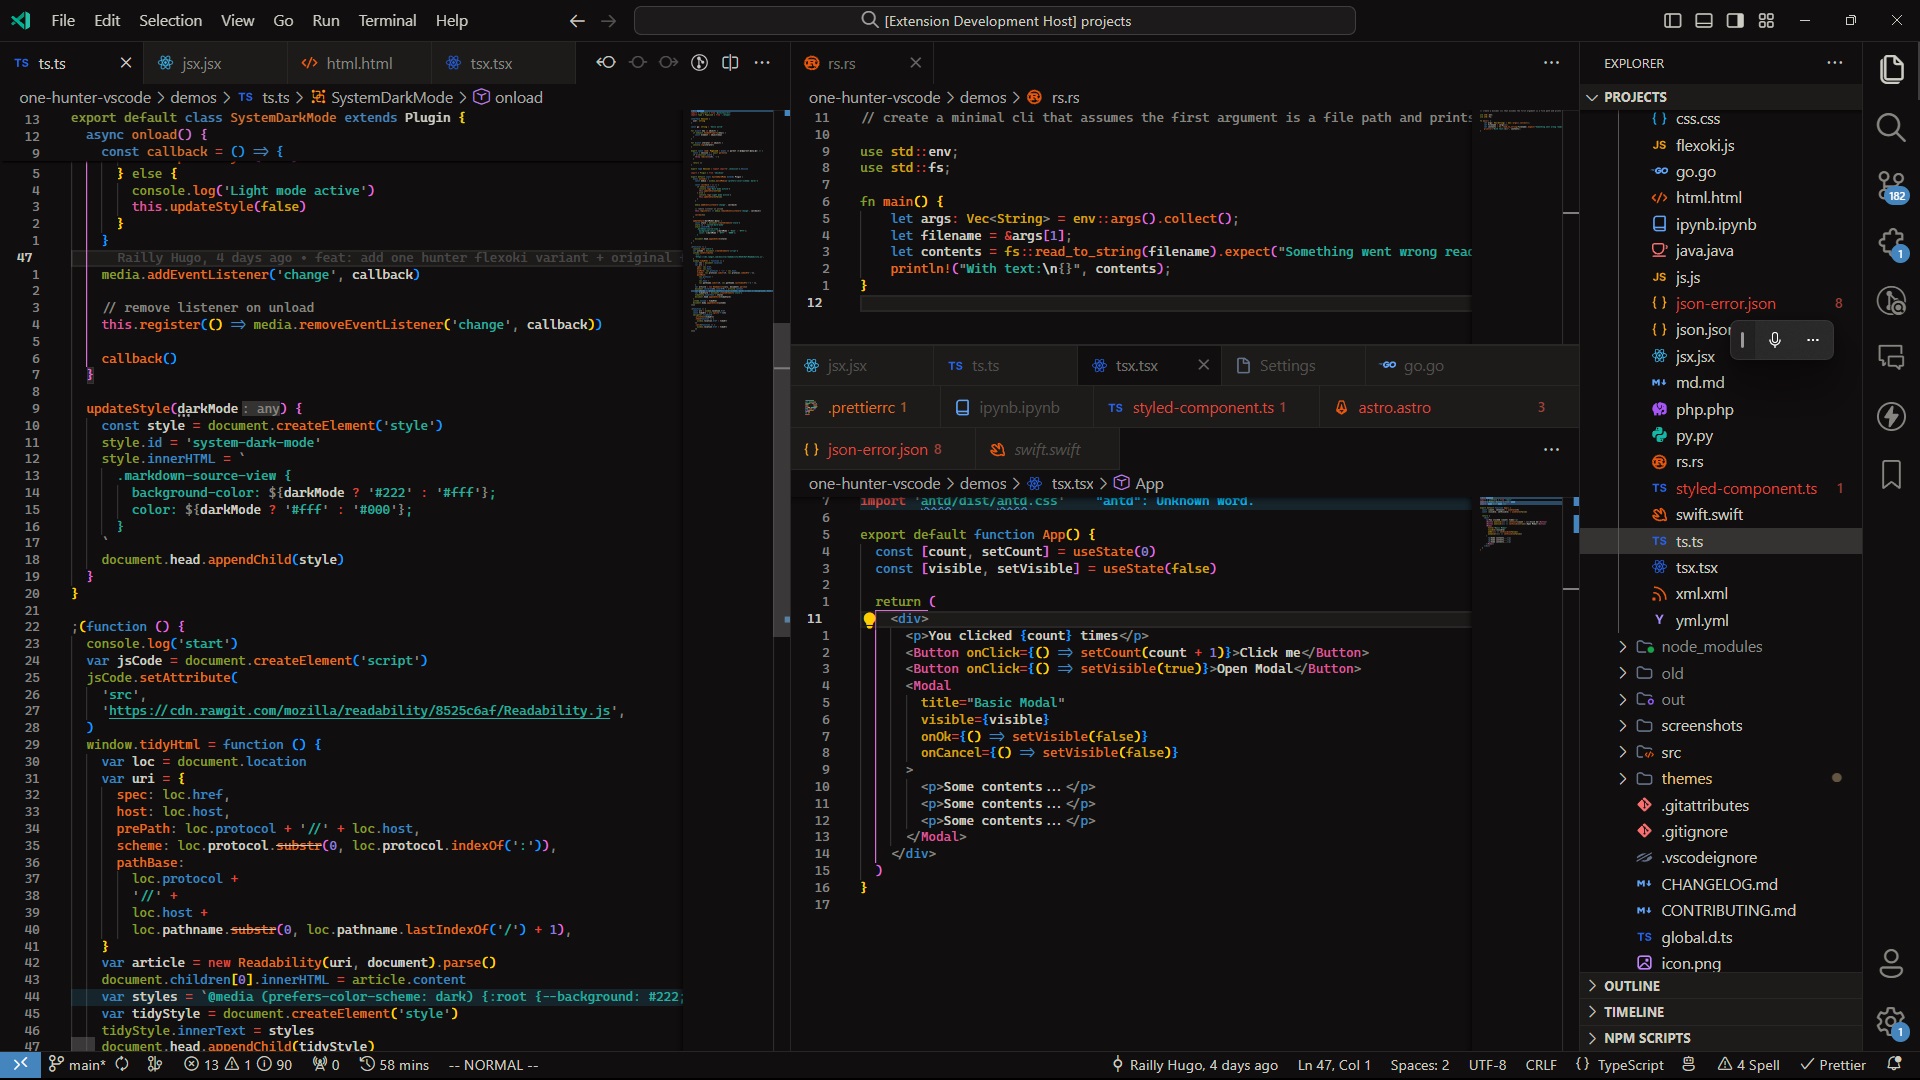 File Edit Selection View Go Run Terminal Help
[Extension Development Host] projects
TS ts.ts
jsx.jsx
html.html
tsx.tsx
one-hunter-vscode > demos > TS ts.ts > SystemDarkMode > onload
13 export default class SystemDarkMode extends Plugin {
12 async onload() {
9 const callback = () => {
5 } else {
4 console.log('Light mode active')
3 this.updateStyle(false)
2 }
1 }
47 Railly Hugo, 4 days ago • feat: add one hunter flexoki variant + original
1 media.addEventListener('change', callback)
2
3 // remove listener on unload
4 this.register(() => media.removeEventListener('change', callback))
5
6 callback()
7 }
8
9 updateStyle(darkMode: any) {
10 const style = document.createElement('style')
11 style.id = 'system-dark-mode'
12 style.innerHTML = `
13 .markdown-source-view {
14 background-color: ${darkMode ? '#222' : '#fff'};
15 color: ${darkMode ? '#fff' : '#000'};
16 }
17 `
18 document.head.appendChild(style)
19 }
20 }
21
22 ;(function () {
23 console.log('start')
24 var jsCode = document.createElement('script')
25 jsCode.setAttribute(
26 'src',
27 'https://cdn.rawgit.com/mozilla/readability/8525c6af/Readability.js',
28 )
29 window.tidyHtml = function () {
30 var loc = document.location
31 var uri = {
32 spec: loc.href,
33 host: loc.host,
34 prePath: loc.protocol + '//' + loc.host,
35 scheme: loc.protocol.substr(0, loc.protocol.indexOf(':')),
36 pathBase:
37 loc.protocol +
38 '//' +
39 loc.host +
40 loc.pathname.substr(0, loc.pathname.lastIndexOf('/') + 1),
41 }
42 var article = new Readability(uri, document).parse()
43 document.children[0].innerHTML = article.content
44 var styles = `@media (prefers-color-scheme: dark) {:root {--background: #222;
45 var tidyStyle = document.createElement('style')
46 tidyStyle.innerText = styles
47 document.head.appendChild(tidyStyle)
rs.rs
one-hunter-vscode > demos > rs.rs
11 // create a minimal cli that assumes the first argument is a file path and prints
10
9 use std::env;
8 use std::fs;
7
6 fn main() {
5 let args: Vec<String> = env::args().collect();
4 let filename = &args[1];
3 let contents = fs::read_to_string(filename).expect("Something went wrong read
2 println!("With text:\n{}", contents);
1 }
12
jsx.jsx
TS ts.ts
tsx.tsx
Settings
go.go
.prettierrc 1
ipynb.ipynb
TS styled-component.ts 1
astro.astro 3
{ } json-error.json 8
swift.swift
one-hunter-vscode > demos > tsx.tsx > App
7 import 'antd/dist/antd.css' "antd": Unknown word.
6
5 export default function App() {
4 const [count, setCount] = useState(0)
3 const [visible, setVisible] = useState(false)
2
1 return (
11 <div>
1 <p>You clicked {count} times</p>
2 <Button onClick={() => setCount(count + 1)}>Click me</Button>
3 <Button onClick={() => setVisible(true)}>Open Modal</Button>
4 <Modal
5 title="Basic Modal"
6 visible={visible}
7 onOk={() => setVisible(false)}
8 onCancel={() => setVisible(false)}
9 >
10 <p>Some contents...</p>
11 <p>Some contents...</p>
12 <p>Some contents...</p>
13 </Modal>
14 </div>
15 )
16 }
17
EXPLORER
PROJECTS
{ } css.css
JS flexoki.js
go.go
html.html
ipynb.ipynb
java.java
JS js.js
{ } json-error.json 8
{ } json.json
jsx.jsx
md.md
php.php
py.py
rs.rs
TS styled-component.ts 1
swift.swift
TS ts.ts
tsx.tsx
xml.xml
Y yml.yml
node_modules
old
out
screenshots
src
themes
.gitattributes
.gitignore
.vscodeignore
CHANGELOG.md
CONTRIBUTING.md
TS global.d.ts
icon.png
OUTLINE
TIMELINE
NPM SCRIPTS
182
1
1
main* 13 1 90 0 58 mins -- NORMAL --
Railly Hugo, 4 days ago Ln 47, Col 1 Spaces: 2 UTF-8 CRLF { } TypeScript 4 Spell Prettier